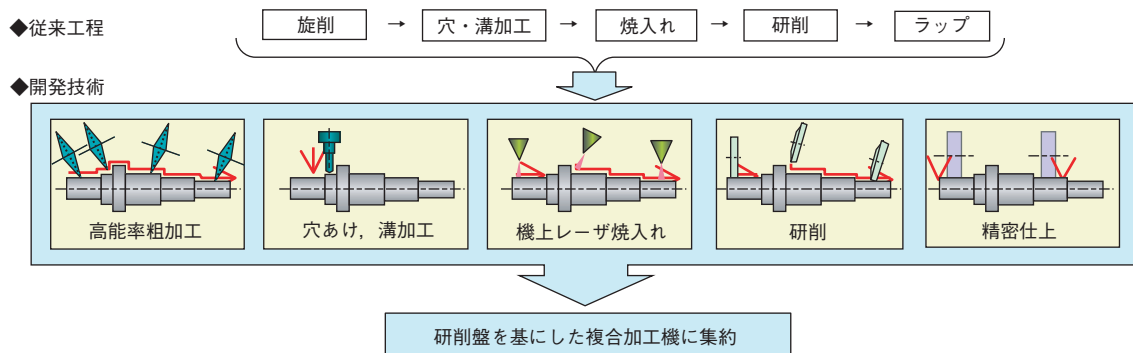 ◆従来工程
旋削 → 穴・溝加工 → 焼入れ → 研削 → ラップ
◆開発技術
高能率粗加工
穴あけ，溝加工
機上レーザ焼入れ
研削
精密仕上
研削盤を基にした複合加工機に集約